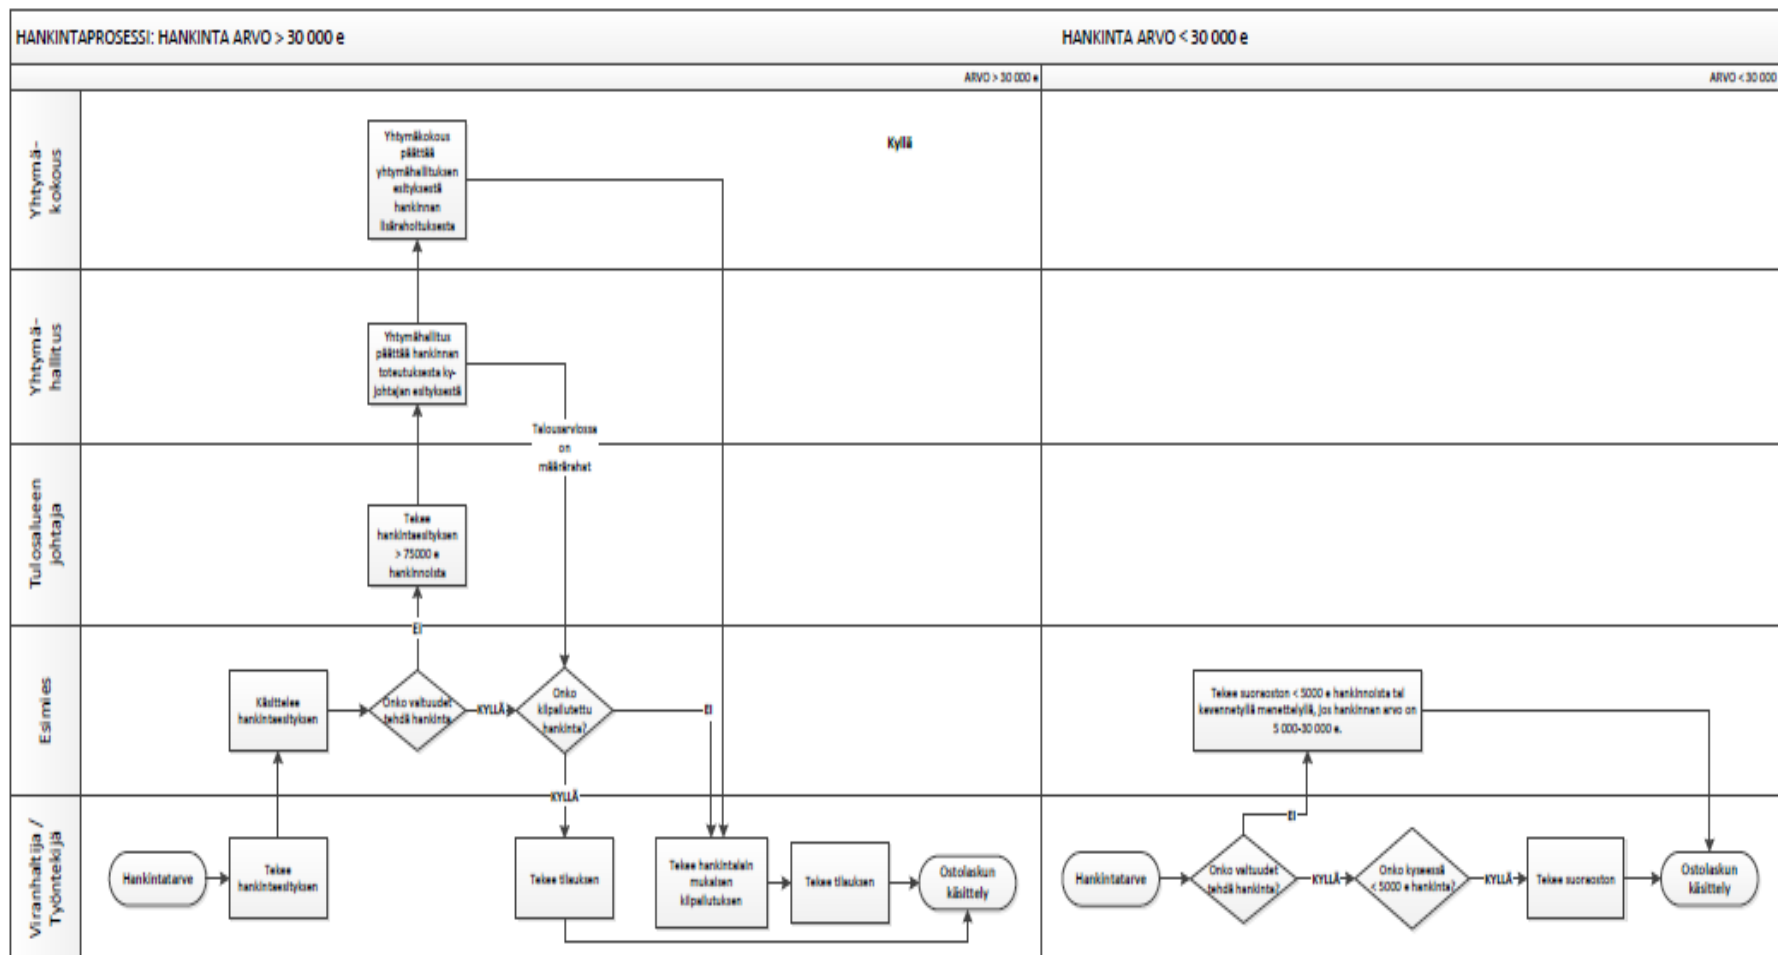 HANKINTAPROSESSI: HANKINTA ARVO > 30 000 e
HANKINTA ARVO < 30 000 e
ARVO > 30 000 e
ARVO < 30 000
Yhtymä-
kokous
Yhtymäkokous
päättää
yhtymähallituksen
esityksestä
hankinnan
lisärahoituksesta
Kyllä
Yhtymä-
hallitus
Yhtymähallitus
päättää hankinnan
toteutuksesta ky-
johtajan esityksestä
Talousarviossa
on
määrärahat
Tulosalueen
johtaja
Tekee
hankintaesityksen
> 75000 e
hankinnoista
EI
Esimies
Käsittelee
hankintaesityksen
Onko valtuudet
tehdä hankinta
KYLLÄ
Onko
kilpailutettu
hankinta?
EI
KYLLÄ
Tekee suoraoston < 5000 e hankinnoista tai
kevennetyllä menettelyllä, jos hankinnan arvo on
5 000-30 000 e.
Viranhaltija /
Työntekijä
Hankintatarve
Tekee
hankintaesityksen
Tekee tilauksen
Tekee hankintalain
mukaisen
kilpailutuksen
Tekee tilauksen
Ostolaskun
käsittely
Hankintatarve
Onko valtuudet
tehdä hankinta?
EI
KYLLÄ
Onko kyseessä
< 5000 e hankinta?
KYLLÄ
Tekee suoraoston
Ostolaskun
käsittely